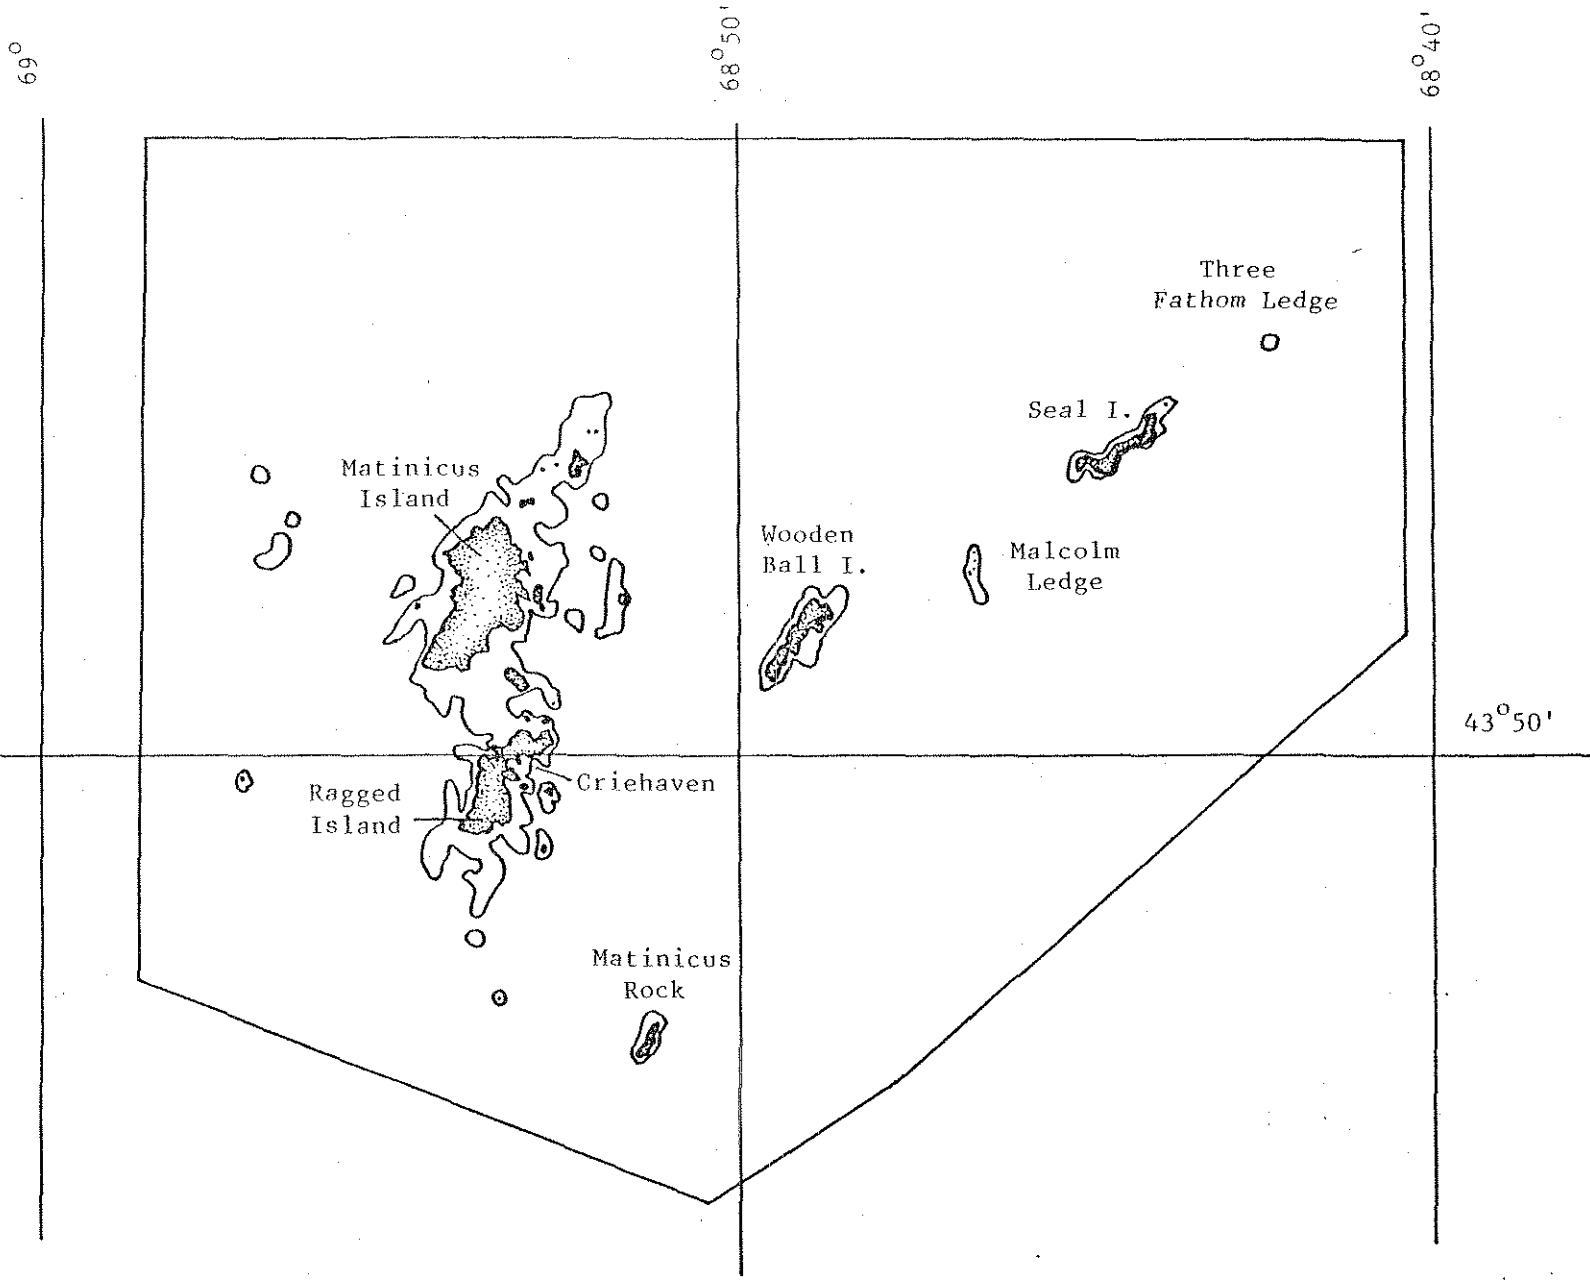 69°
68°50'
68°40'
Three
Fathom Ledge
Seal I.
Matinicus
Island
Wooden
Ball I.
Malcolm
Ledge
43°50'
Criehaven
Ragged
Island
Matinicus
Rock